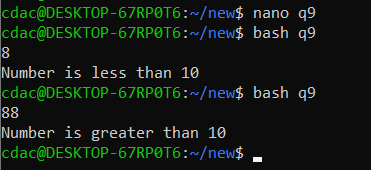 cdac@DESKTOP-67RP0T6:~/new$ nano q9
cdac@DESKTOP-67RP0T6:~/new$ bash q9
8
Number is less than 10
cdac@DESKTOP-67RP0T6:~/new$ bash q9
88
Number is greater than 10
cdac@DESKTOP-67RP0T6:~/new$